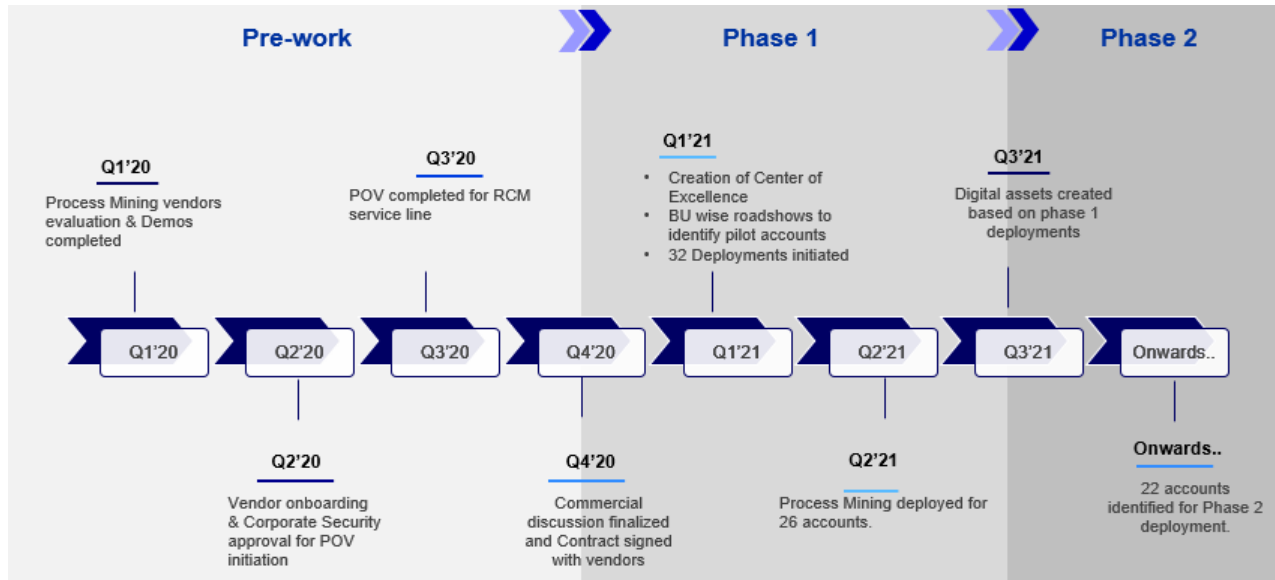 Pre-work
Phase 1
Phase 2
Q1'20
Process Mining vendors
evaluation & Demos
completed
Q3'20
POV completed for RCM
service line
Q1'21
• Creation of Center of
Excellence
• BU wise roadshows to
identify pilot accounts
• 32 Deployments initiated
Q3'21
Digital assets created
based on phase 1
deployments
Q1'20
Q2'20
Q3'20
Q4'20
Q1'21
Q2'21
Q3'21
Onwards..
Q2'20
Vendor onboarding
& Corporate Security
approval for POV
initiation
Q4'20
Commercial
discussion finalized
and Contract signed
with vendors
Q2'21
Process Mining deployed for
26 accounts.
Onwards..
22 accounts
identified for Phase 2
deployment.